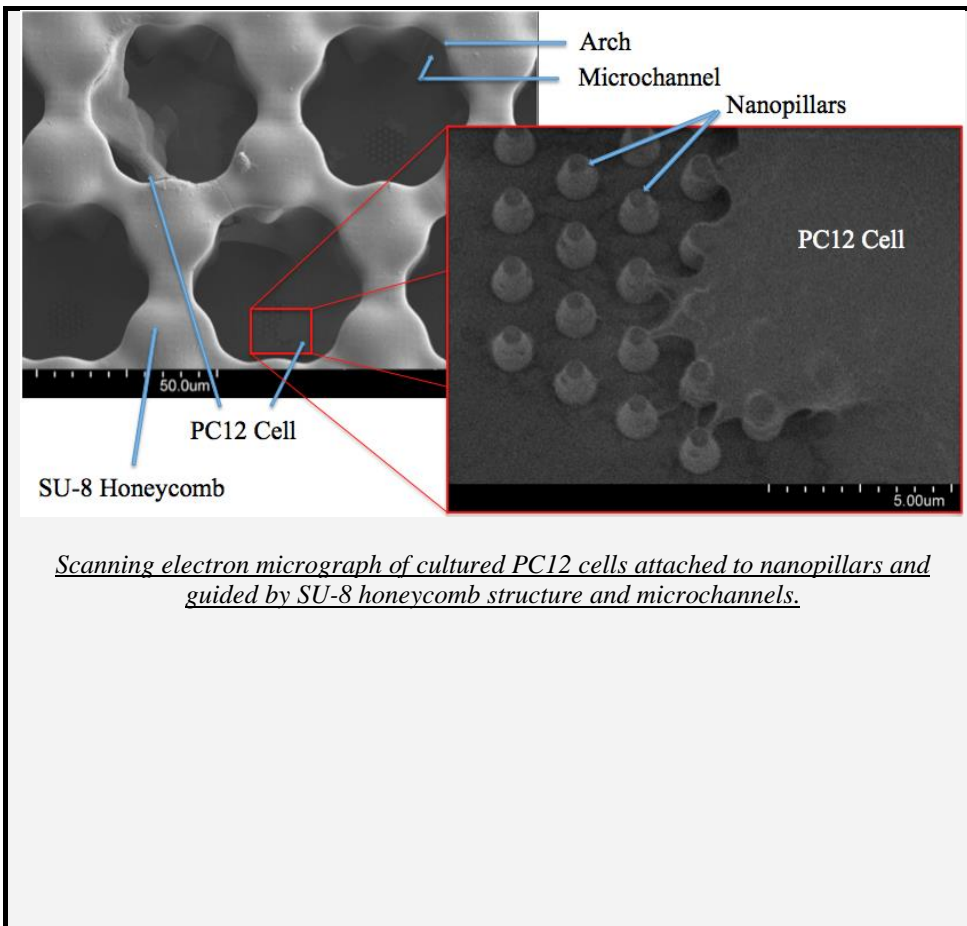 Arch
Microchannel
Nanopillars
PC12 Cell
50.0um
PC12 Cell
SU-8 Honeycomb
5.00um
Scanning electron micrograph of cultured PC12 cells attached to nanopillars and
guided by SU-8 honeycomb structure and microchannels.